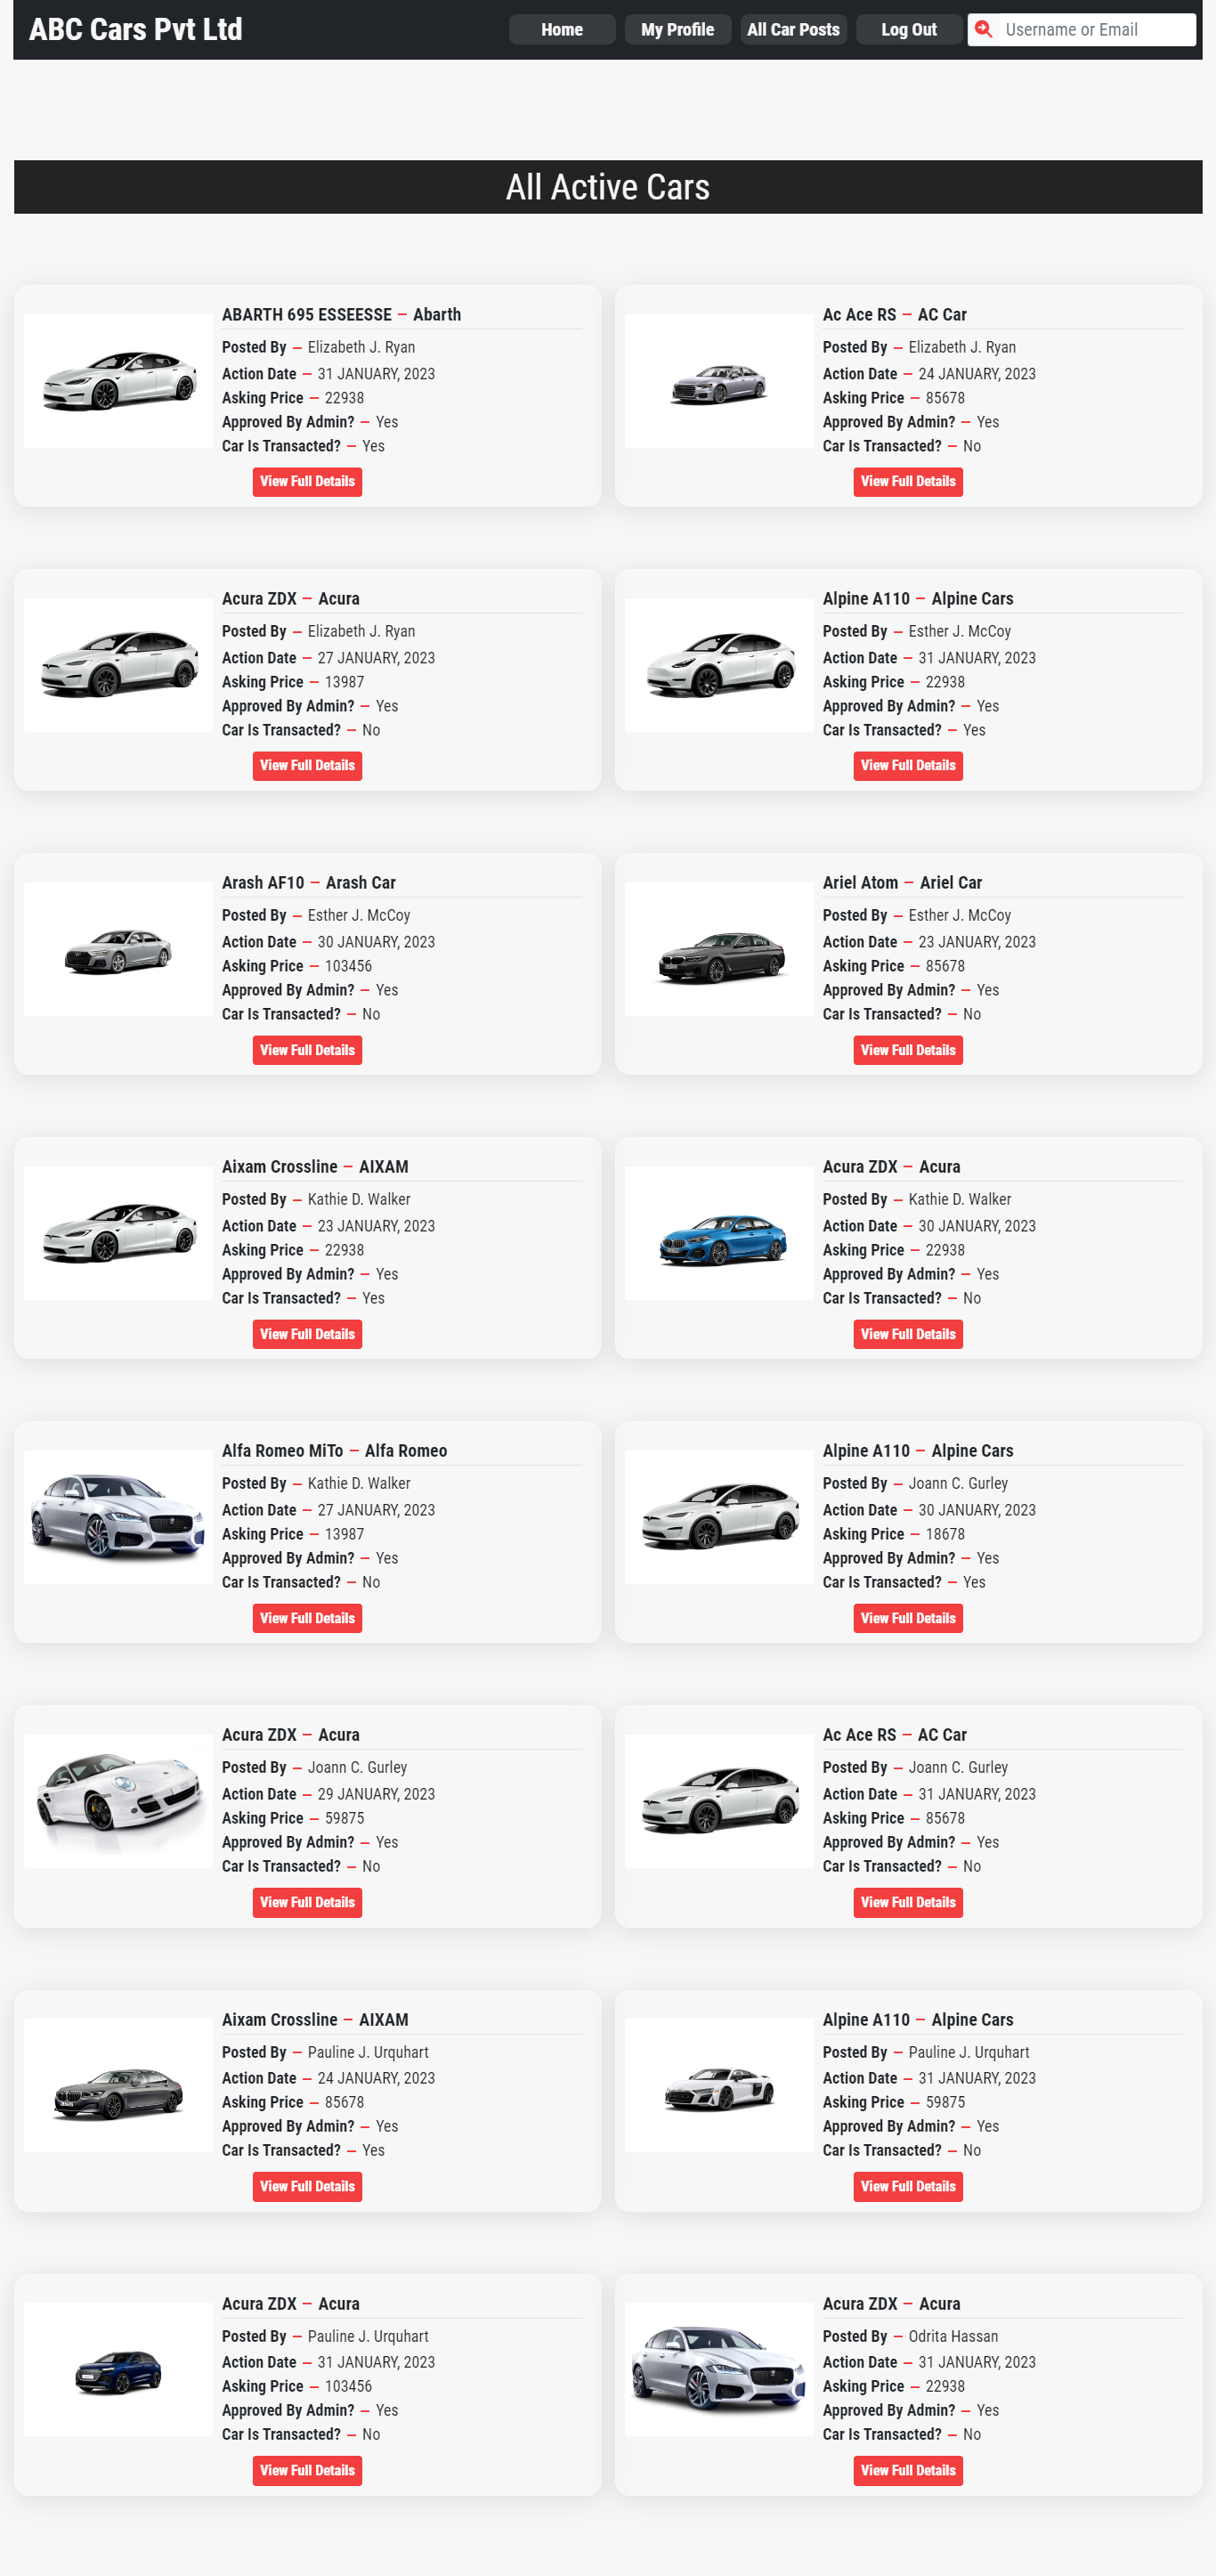 ABC Cars Pvt Ltd
Home
My Profile
All Car Posts
Log Out
Username or Email
All Active Cars
ABARTH 695 ESSEESSE — Abarth
Posted By — Elizabeth J. Ryan
Action Date — 31 JANUARY, 2023
Asking Price — 22938
Approved By Admin? — Yes
Car Is Transacted? — Yes
View Full Details
Ac Ace RS — AC Car
Posted By — Elizabeth J. Ryan
Action Date — 24 JANUARY, 2023
Asking Price — 85678
Approved By Admin? — Yes
Car Is Transacted? — No
View Full Details
Acura ZDX — Acura
Posted By — Elizabeth J. Ryan
Action Date — 27 JANUARY, 2023
Asking Price — 13987
Approved By Admin? — Yes
Car Is Transacted? — No
View Full Details
Alpine A110 — Alpine Cars
Posted By — Esther J. McCoy
Action Date — 31 JANUARY, 2023
Asking Price — 22938
Approved By Admin? — Yes
Car Is Transacted? — Yes
View Full Details
Arash AF10 — Arash Car
Posted By — Esther J. McCoy
Action Date — 30 JANUARY, 2023
Asking Price — 103456
Approved By Admin? — Yes
Car Is Transacted? — No
View Full Details
Ariel Atom — Ariel Car
Posted By — Esther J. McCoy
Action Date — 23 JANUARY, 2023
Asking Price — 85678
Approved By Admin? — Yes
Car Is Transacted? — No
View Full Details
Aixam Crossline — AIXAM
Posted By — Kathie D. Walker
Action Date — 23 JANUARY, 2023
Asking Price — 22938
Approved By Admin? — Yes
Car Is Transacted? — Yes
View Full Details
Acura ZDX — Acura
Posted By — Kathie D. Walker
Action Date — 30 JANUARY, 2023
Asking Price — 22938
Approved By Admin? — Yes
Car Is Transacted? — No
View Full Details
Alfa Romeo MiTo — Alfa Romeo
Posted By — Kathie D. Walker
Action Date — 27 JANUARY, 2023
Asking Price — 13987
Approved By Admin? — Yes
Car Is Transacted? — No
View Full Details
Alpine A110 — Alpine Cars
Posted By — Joann C. Gurley
Action Date — 30 JANUARY, 2023
Asking Price — 18678
Approved By Admin? — Yes
Car Is Transacted? — Yes
View Full Details
Acura ZDX — Acura
Posted By — Joann C. Gurley
Action Date — 29 JANUARY, 2023
Asking Price — 59875
Approved By Admin? — Yes
Car Is Transacted? — No
View Full Details
Ac Ace RS — AC Car
Posted By — Joann C. Gurley
Action Date — 31 JANUARY, 2023
Asking Price — 85678
Approved By Admin? — Yes
Car Is Transacted? — No
View Full Details
Aixam Crossline — AIXAM
Posted By — Pauline J. Urquhart
Action Date — 24 JANUARY, 2023
Asking Price — 85678
Approved By Admin? — Yes
Car Is Transacted? — Yes
View Full Details
Alpine A110 — Alpine Cars
Posted By — Pauline J. Urquhart
Action Date — 31 JANUARY, 2023
Asking Price — 59875
Approved By Admin? — Yes
Car Is Transacted? — No
View Full Details
Acura ZDX — Acura
Posted By — Pauline J. Urquhart
Action Date — 31 JANUARY, 2023
Asking Price — 103456
Approved By Admin? — Yes
Car Is Transacted? — No
View Full Details
Acura ZDX — Acura
Posted By — Odrita Hassan
Action Date — 31 JANUARY, 2023
Asking Price — 22938
Approved By Admin? — Yes
Car Is Transacted? — No
View Full Details